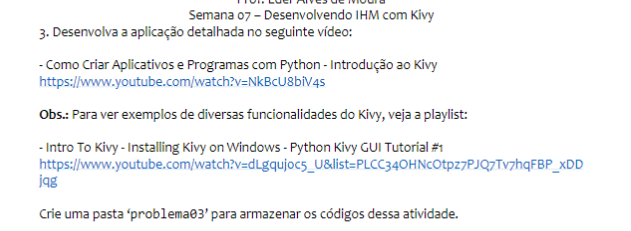 Prof. Eder Alves de Moura
Semana 07 – Desenvolvendo IHM com Kivy
3. Desenvolva a aplicação detalhada no seguinte vídeo:
- Como Criar Aplicativos e Programas com Python - Introdução ao Kivy
https://www.youtube.com/watch?v=NkBcU8biV4s
Obs.: Para ver exemplos de diversas funcionalidades do Kivy, veja a playlist:
- Intro To Kivy - Installing Kivy on Windows - Python Kivy GUI Tutorial #1
https://www.youtube.com/watch?v=dLgqujoc5_U&list=PLCC34OHNcOtpz7PJQ7Tv7hqFBP_xDD
jqg
Crie uma pasta ‘problema03’ para armazenar os códigos dessa atividade.